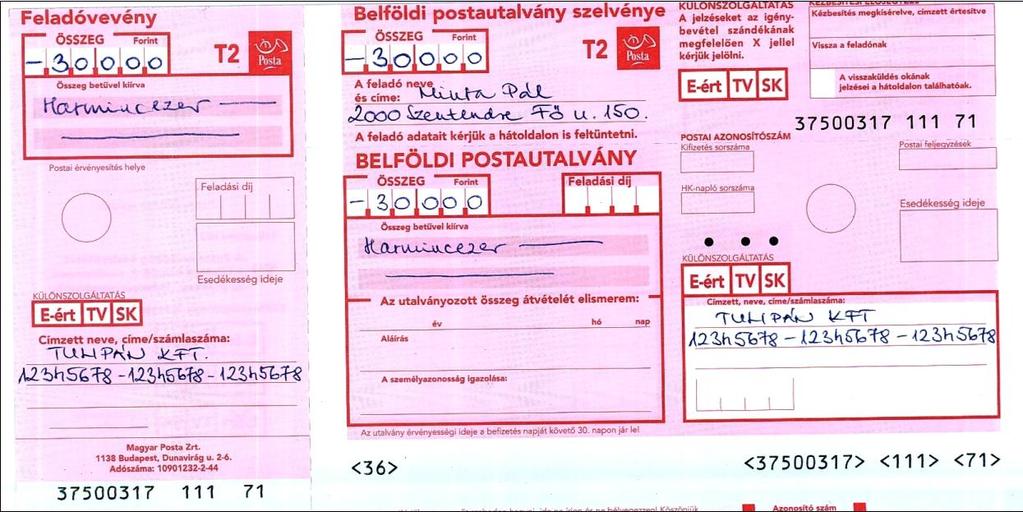 Feladóvevény
ÖSSZEG Forint
-30000
T2
Posta
Összeg betűvel kiírva
Harmincezer
Postai érvényesítés helye
Feladási díj
Esedékesség ideje
KÜLÖNSZOLGÁLTATÁS
E-ért TV SK
Címzett neve, címe/számlaszáma:
TULIPÁN KFT.
12345678-12345678-12345678
Magyar Posta Zrt.
1138 Budapest, Dunavirág u. 2-6.
Adószáma: 10901232-2-44
37500317 111 71
Belföldi postautalvány szelvénye
ÖSSZEG Forint
-30000
T2
Posta
A feladó neve
és címe: Minta Pál
2000 Szentendre Fő u. 150.
A feladó adatait kérjük a hátoldalon is feltüntetni.
BELFÖLDI POSTAUTALVÁNY
ÖSSZEG Forint
-30000
Feladási díj
Összeg betűvel kiírva
Harmincezer
Az utalványozott összeg átvételét elismerem:
év hó nap
Aláírás
A személyazonosság igazolása:
Az utalvány érvényességi ideje a befizetés napját követő 30. napon jár le!
<36>
KÜLÖNSZOLGÁLTATÁS
A jelzéseket az igény-
bevétel szándékának
megfelelően X jellel
kérjük jelölni.
E-ért TV SK
Kézbesítés megkísérelve, címzett értesítve
Vissza a feladónak
A visszaküldés okának
jelzései a hátoldalon találhatóak.
37500317 111 71
POSTAI AZONOSÍTÓSZÁM
Kifizetés sorszáma
Postai feljegyzések
HK-napló sorszáma
Esedékesség ideje
KÜLÖNSZOLGÁLTATÁS
E-ért TV SK
Címzett, neve, címe/számlaszáma:
TULIPÁN KFT
12345678-12345678-12345678
<37500317> <111> <71>
Azonosító szám